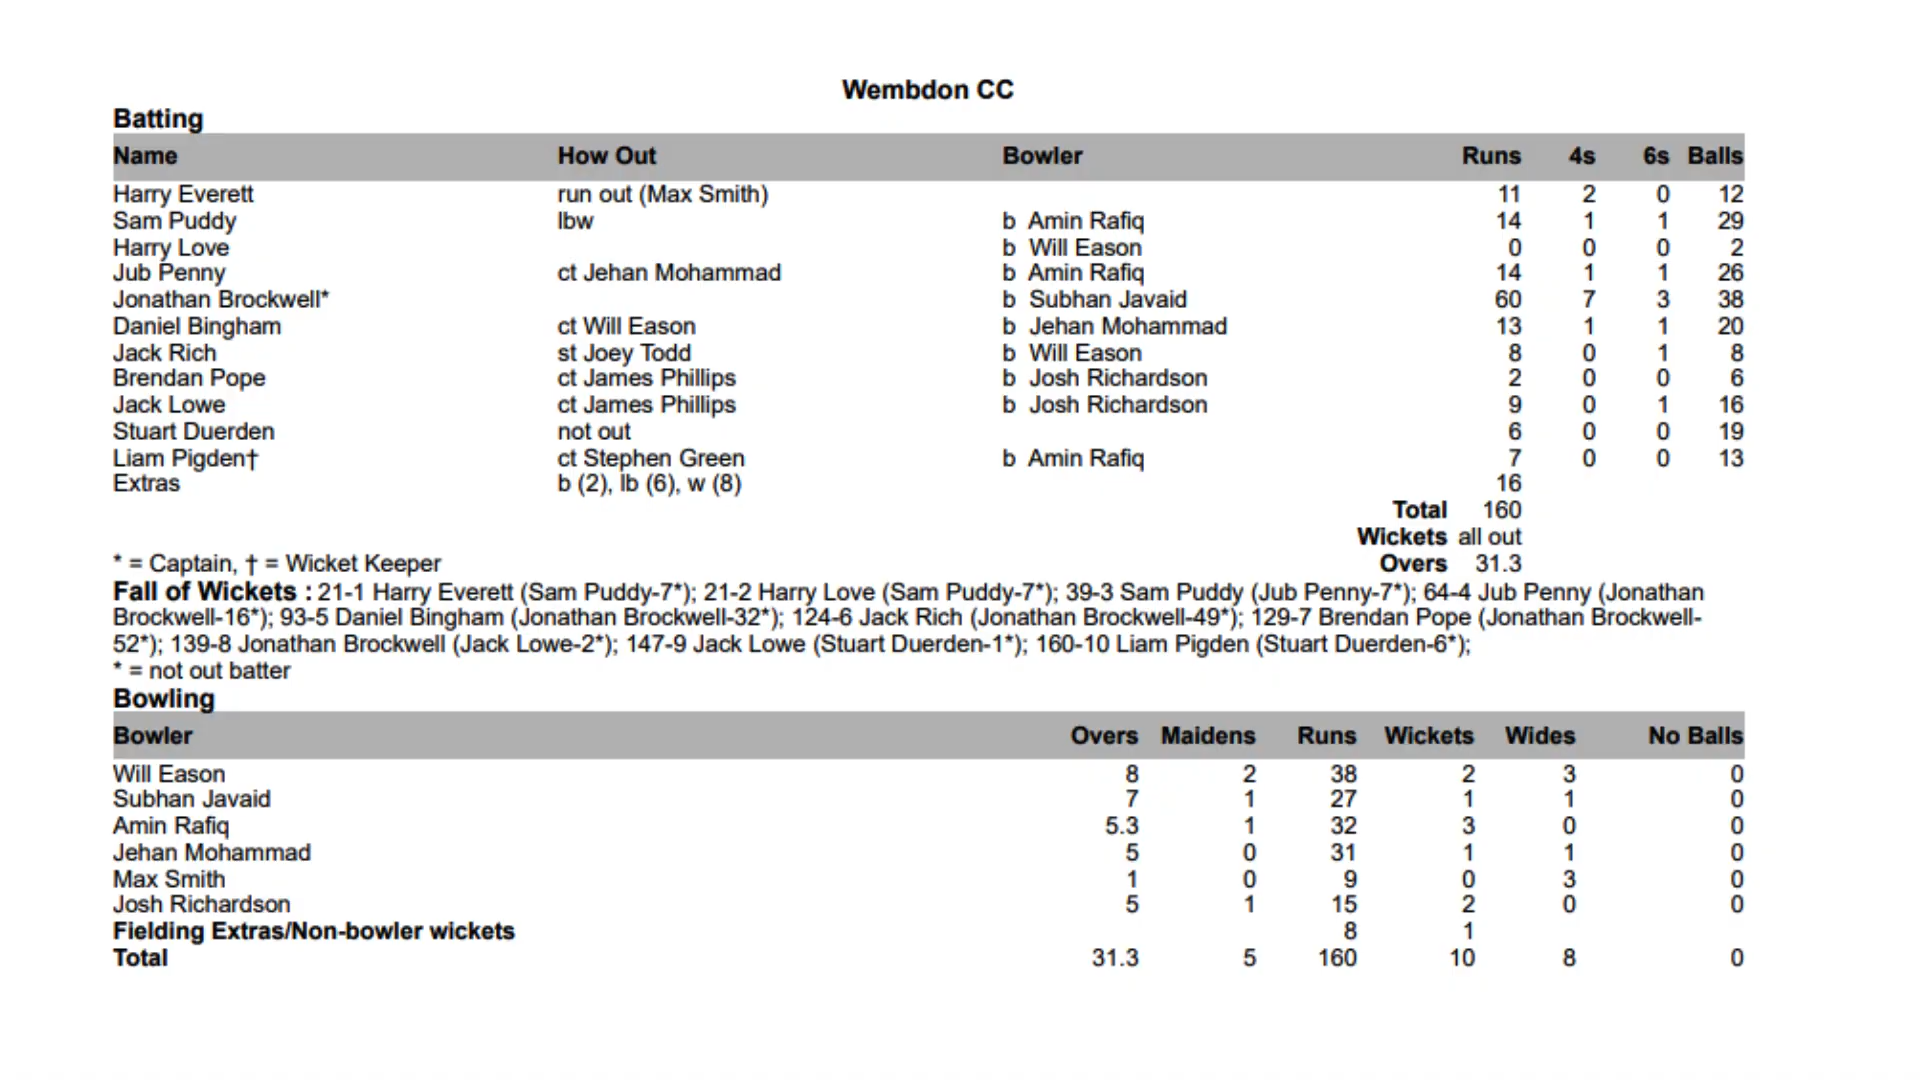 Wembdon CC
Batting
Name How Out Bowler Runs 4s 6s Balls
Harry Everett run out (Max Smith) 11 2 0 12
Sam Puddy lbw b Amin Rafiq 14 1 1 29
Harry Love b Will Eason 0 0 0 2
Jub Penny ct Jehan Mohammad b Amin Rafiq 14 1 1 26
Jonathan Brockwell* b Subhan Javaid 60 7 3 38
Daniel Bingham ct Will Eason b Jehan Mohammad 13 1 1 20
Jack Rich st Joey Todd b Will Eason 8 0 1 8
Brendan Pope ct James Phillips b Josh Richardson 2 0 0 6
Jack Lowe ct James Phillips b Josh Richardson 9 0 1 16
Stuart Duerden not out 6 0 0 19
Liam Pigden† ct Stephen Green b Amin Rafiq 7 0 0 13
Extras b (2), lb (6), w (8) 16
Total 160
Wickets all out
* = Captain, † = Wicket Keeper Overs 31.3
Fall of Wickets : 21-1 Harry Everett (Sam Puddy-7*); 21-2 Harry Love (Sam Puddy-7*); 39-3 Sam Puddy (Jub Penny-7*); 64-4 Jub Penny (Jonathan
Brockwell-16*); 93-5 Daniel Bingham (Jonathan Brockwell-32*); 124-6 Jack Rich (Jonathan Brockwell-49*); 129-7 Brendan Pope (Jonathan Brockwell-
52*); 139-8 Jonathan Brockwell (Jack Lowe-2*); 147-9 Jack Lowe (Stuart Duerden-1*); 160-10 Liam Pigden (Stuart Duerden-6*);
* = not out batter
Bowling
Bowler Overs Maidens Runs Wickets Wides No Balls
Will Eason 8 2 38 2 3 0
Subhan Javaid 7 1 27 1 1 0
Amin Rafiq 5.3 1 32 3 0 0
Jehan Mohammad 5 0 31 1 1 0
Max Smith 1 0 9 0 3 0
Josh Richardson 5 1 15 2 0 0
Fielding Extras/Non-bowler wickets 8 1
Total 31.3 5 160 10 8 0